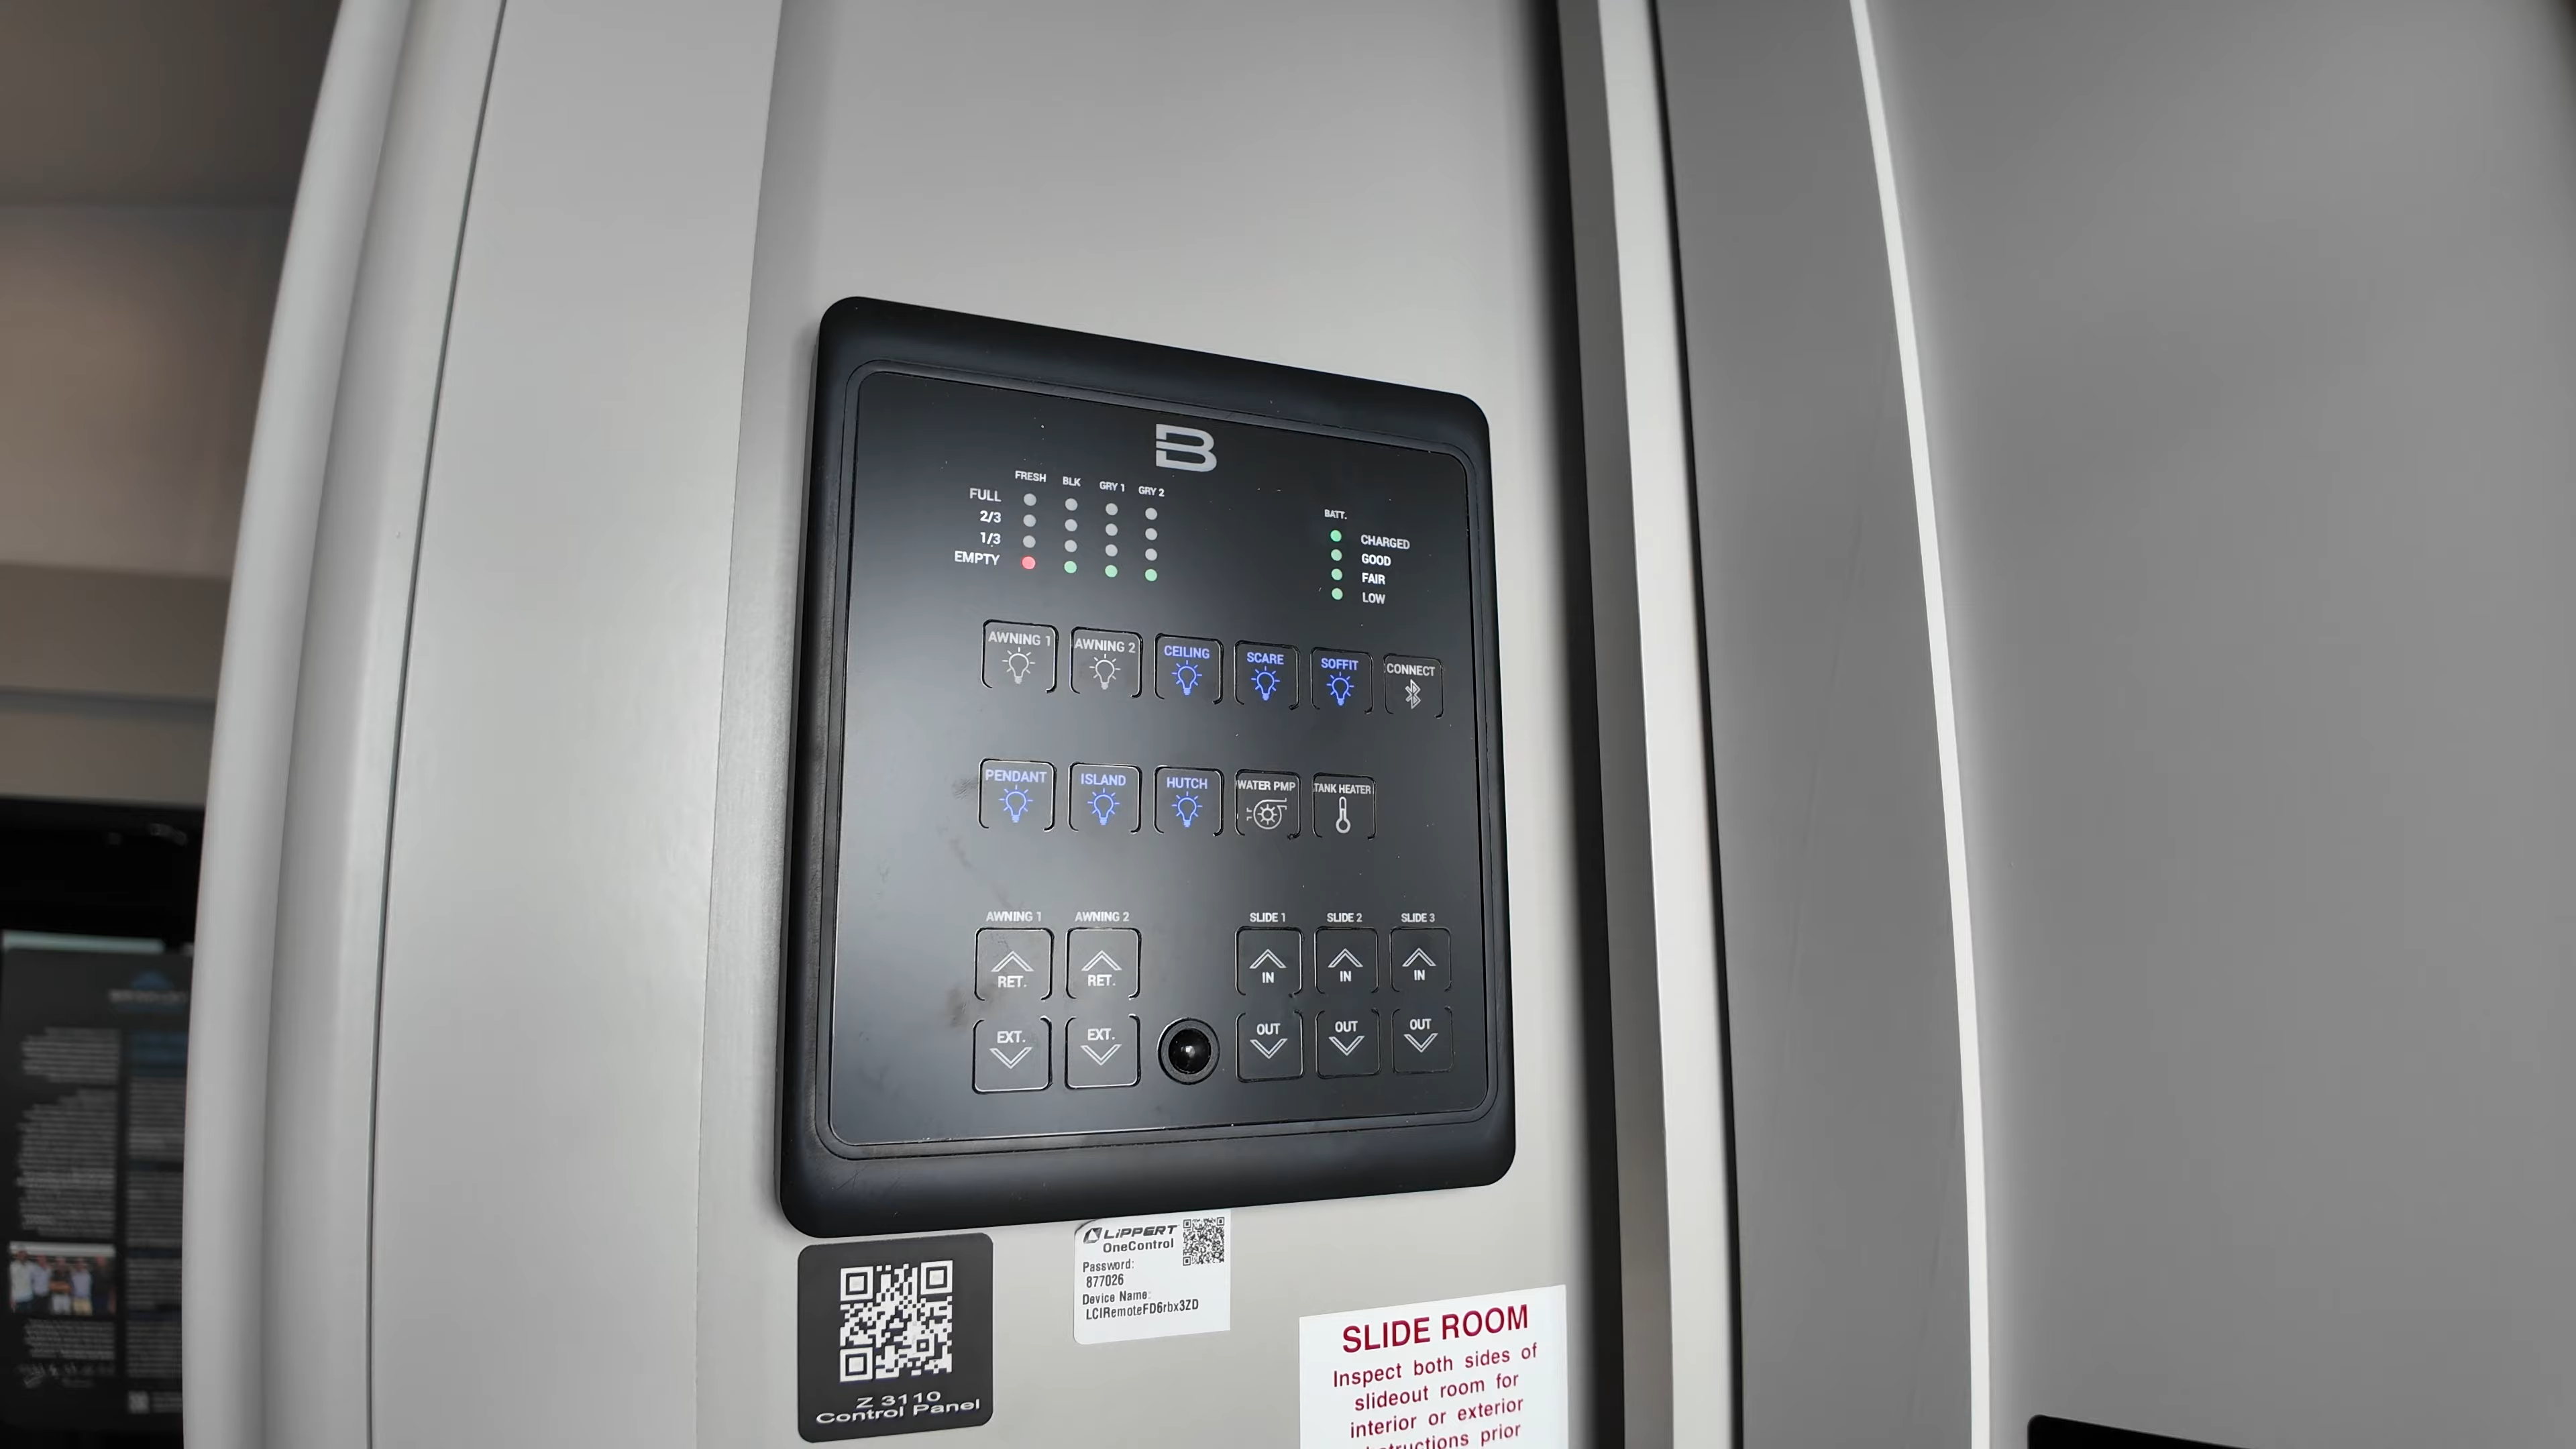 B
FRESH BLK GRY 1 GRY 2
FULL
2/3
1/3
EMPTY
BATT.
CHARGED
GOOD
FAIR
LOW
AWNING 1 AWNING 2 CEILING SCARE SOFFIT CONNECT
PENDANT ISLAND HUTCH WATER PMP TANK HEATER
AWNING 1 AWNING 2 SLIDE 1 SLIDE 2 SLIDE 3
RET. RET. IN IN IN
EXT. EXT. OUT OUT OUT
LIPPERT
OneControl
Password:
877026
Device Name:
LCIRemoteFD6rbx3ZD
Z 3110
Control Panel
SLIDE ROOM
Inspect both sides of
slideout room for
interior or exterior
prior